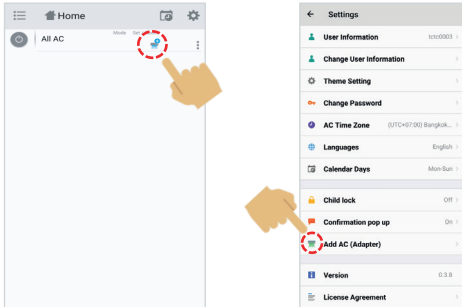 Home
Mode Set
All AC
Settings
User Information tctc0003
Change User Information
Theme Setting
Change Password
AC Time Zone (UTC+07:00) Bangkok...
Languages English
Calendar Days Mon-Sun
Child lock Off
Confirmation pop up On
Add AC (Adapter)
Version 0.3.8
License Agreement